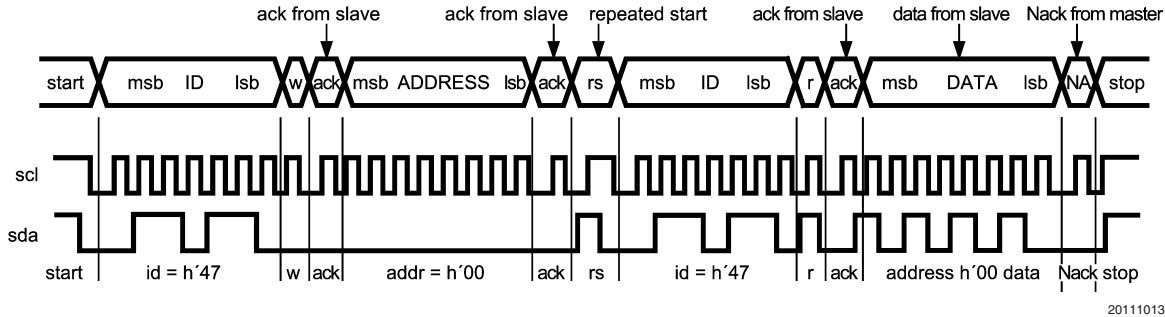 ack from slave ack from slave repeated start ack from slave data from slave Nack from master
start msb ID lsb w ack msb ADDRESS lsb ack rs msb ID lsb r ack msb DATA lsb NA stop
scl
sda
start id = h´47 w ack addr = h´00 ack rs id = h´47 r ack address h´00 data Nack stop
20111013